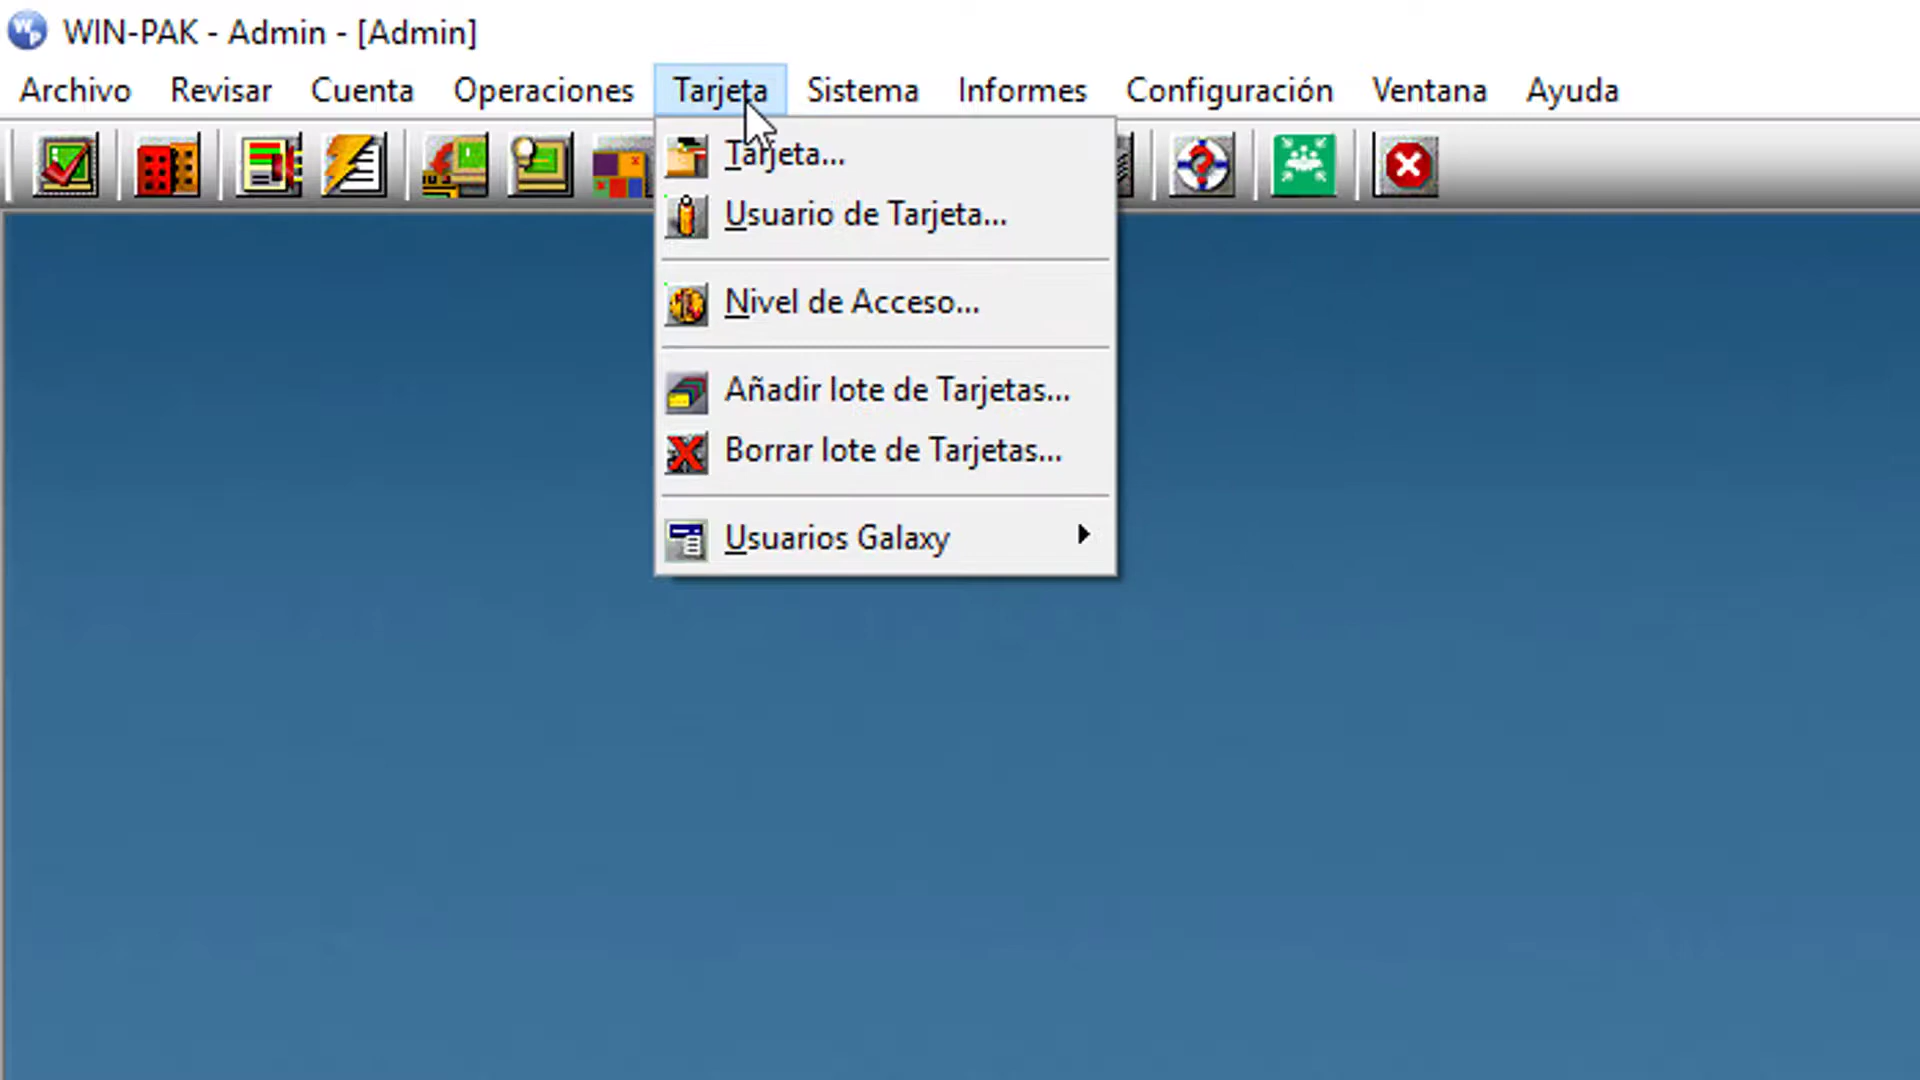 WIN-PAK - Admin - [Admin]
Archivo Revisar Cuenta Operaciones Tarjeta Sistema Informes Configuración Ventana Ayuda
Tarjeta...
Usuario de Tarjeta...
Nivel de Acceso...
Añadir lote de Tarjetas...
Borrar lote de Tarjetas...
Usuarios Galaxy